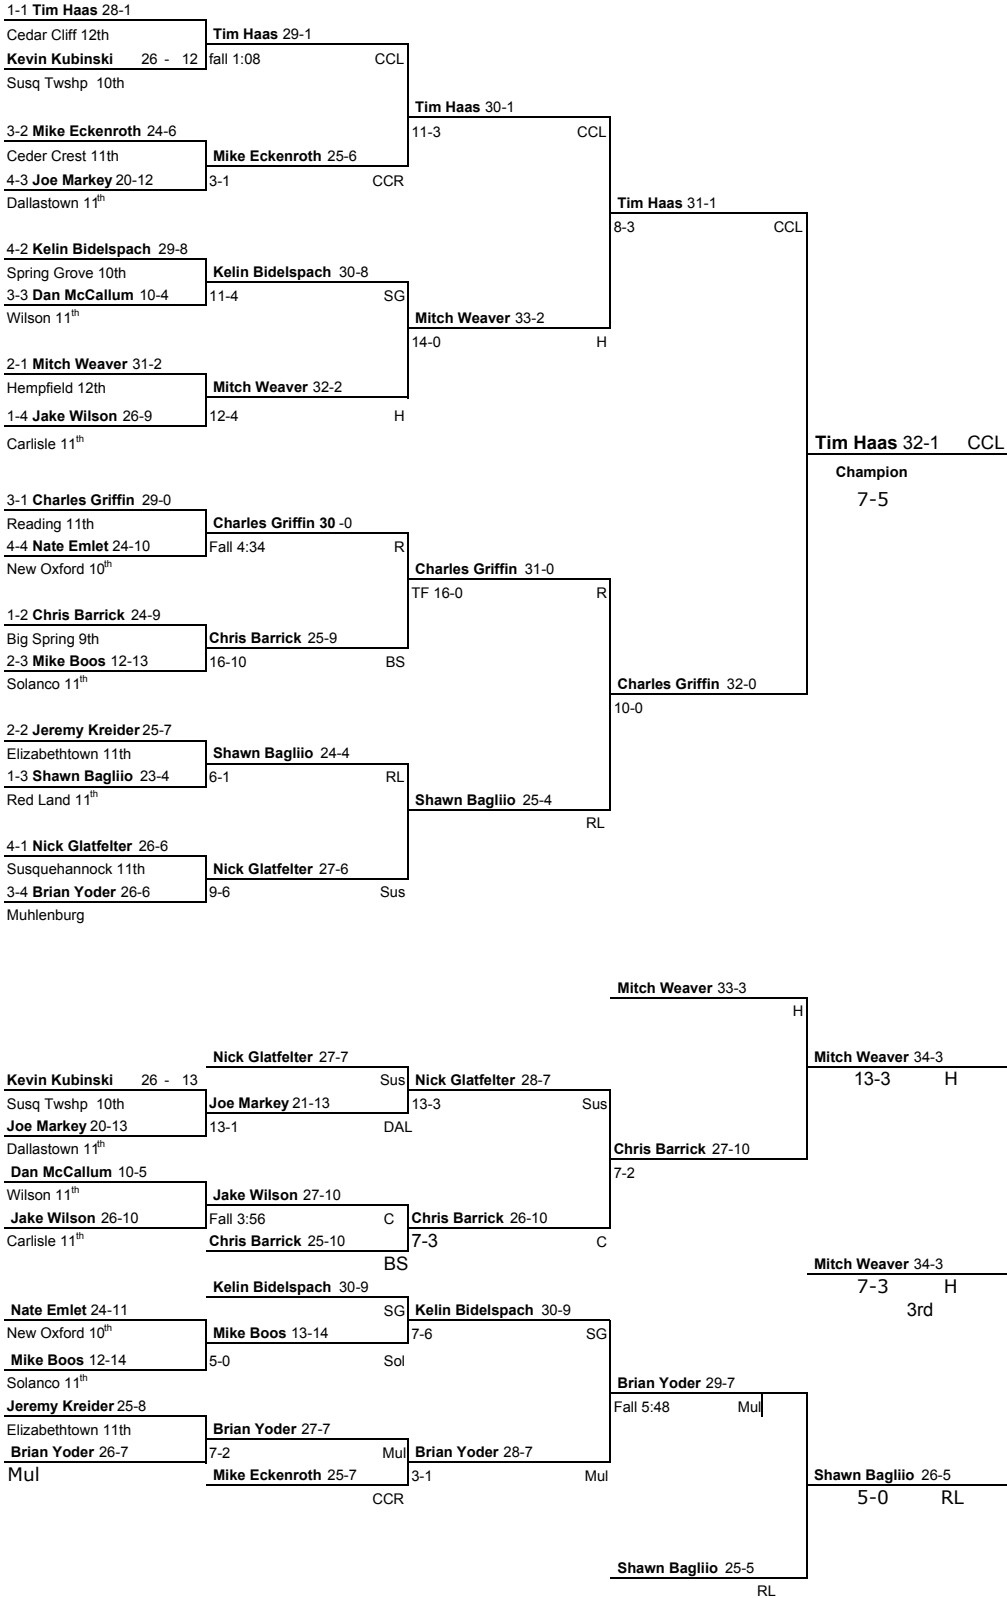 1-1 Tim Haas 28-1
Cedar Cliff 12th
Tim Haas 29-1
Kevin Kubinski 26 - 12
fall 1:08 CCL
Susq Twshp 10th
Tim Haas 30-1
3-2 Mike Eckenroth 24-6
11-3 CCL
Ceder Crest 11th
Mike Eckenroth 25-6
4-3 Joe Markey 20-12
3-1 CCR
Dallastown 11th
Tim Haas 31-1
8-3 CCL
4-2 Kelin Bidelspach 29-8
Spring Grove 10th
Kelin Bidelspach 30-8
3-3 Dan McCallum 10-4
11-4 SG
Wilson 11th
Mitch Weaver 33-2
14-0 H
2-1 Mitch Weaver 31-2
Hempfield 12th
Mitch Weaver 32-2
1-4 Jake Wilson 26-9
12-4 H
Carlisle 11th
Tim Haas 32-1 CCL
Champion
7-5
3-1 Charles Griffin 29-0
Reading 11th
Charles Griffin 30 -0
4-4 Nate Emlet 24-10
Fall 4:34 R
New Oxford 10th
Charles Griffin 31-0
TF 16-0 R
1-2 Chris Barrick 24-9
Big Spring 9th
Chris Barrick 25-9
2-3 Mike Boos 12-13
16-10 BS
Solanco 11th
Charles Griffin 32-0
10-0
2-2 Jeremy Kreider 25-7
Elizabethtown 11th
Shawn Bagliio 24-4
1-3 Shawn Bagliio 23-4
6-1 RL
Red Land 11th
Shawn Bagliio 25-4
RL
4-1 Nick Glatfelter 26-6
Susquehannock 11th
Nick Glatfelter 27-6
3-4 Brian Yoder 26-6
9-6 Sus
Muhlenburg
Mitch Weaver 33-3
H
Nick Glatfelter 27-7
Mitch Weaver 34-3
Kevin Kubinski 26 - 13
Sus
Nick Glatfelter 28-7
13-3 H
Susq Twshp 10th
Joe Markey 21-13
13-3 Sus
Joe Markey 20-13
13-1 DAL
Dallastown 11th
Chris Barrick 27-10
Dan McCallum 10-5
7-2
Wilson 11th
Jake Wilson 27-10
Jake Wilson 26-10
Fall 3:56 C
Chris Barrick 26-10
Carlisle 11th
Chris Barrick 25-10
7-3 C
BS
Mitch Weaver 34-3
Kelin Bidelspach 30-9
7-3 H
Nate Emlet 24-11
SG
Kelin Bidelspach 30-9
3rd
New Oxford 10th
Mike Boos 13-14
7-6 SG
Mike Boos 12-14
5-0 Sol
Solanco 11th
Brian Yoder 29-7
Jeremy Kreider 25-8
Fall 5:48 Mul
Elizabethtown 11th
Brian Yoder 27-7
Brian Yoder 26-7
7-2 Mul
Brian Yoder 28-7
Mul
Mike Eckenroth 25-7
3-1 Mul
Shawn Bagliio 26-5
CCR
5-0 RL
Shawn Bagliio 25-5
RL